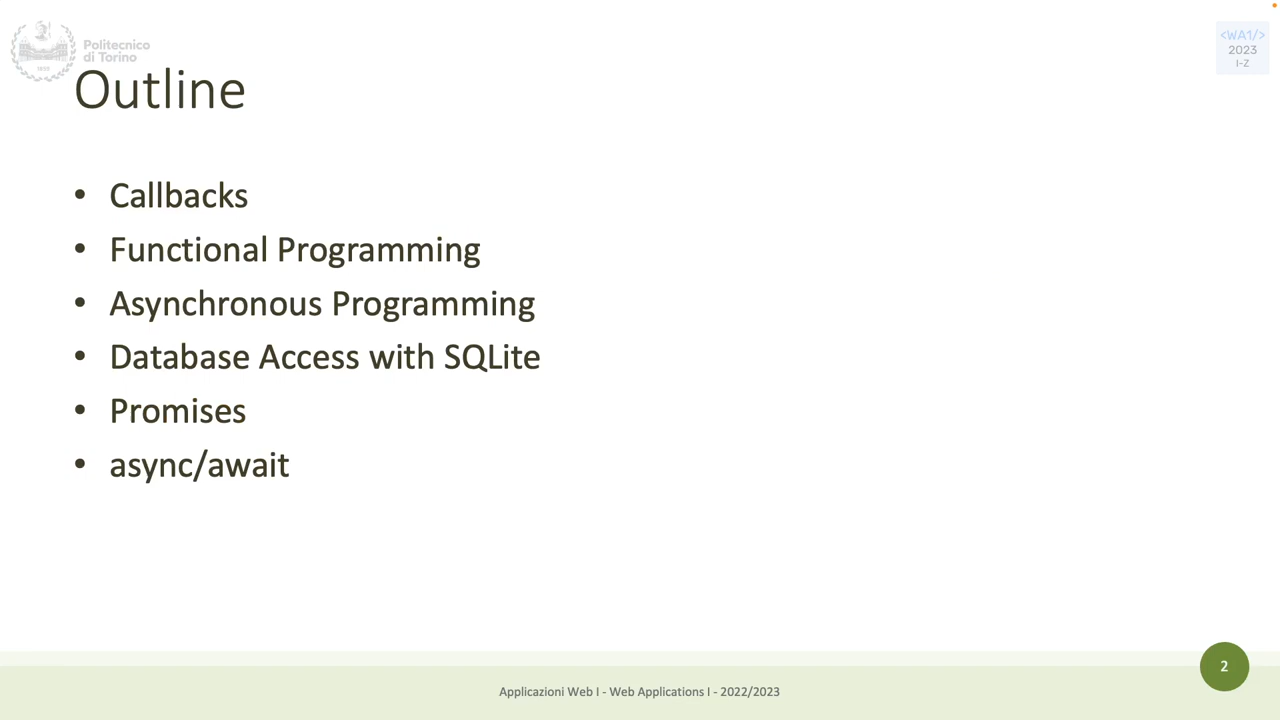 Politecnico
di Torino
<WA1/>
2023
I-Z
Outline
• Callbacks
• Functional Programming
• Asynchronous Programming
• Database Access with SQLite
• Promises
• async/await
2
Applicazioni Web I - Web Applications I - 2022/2023